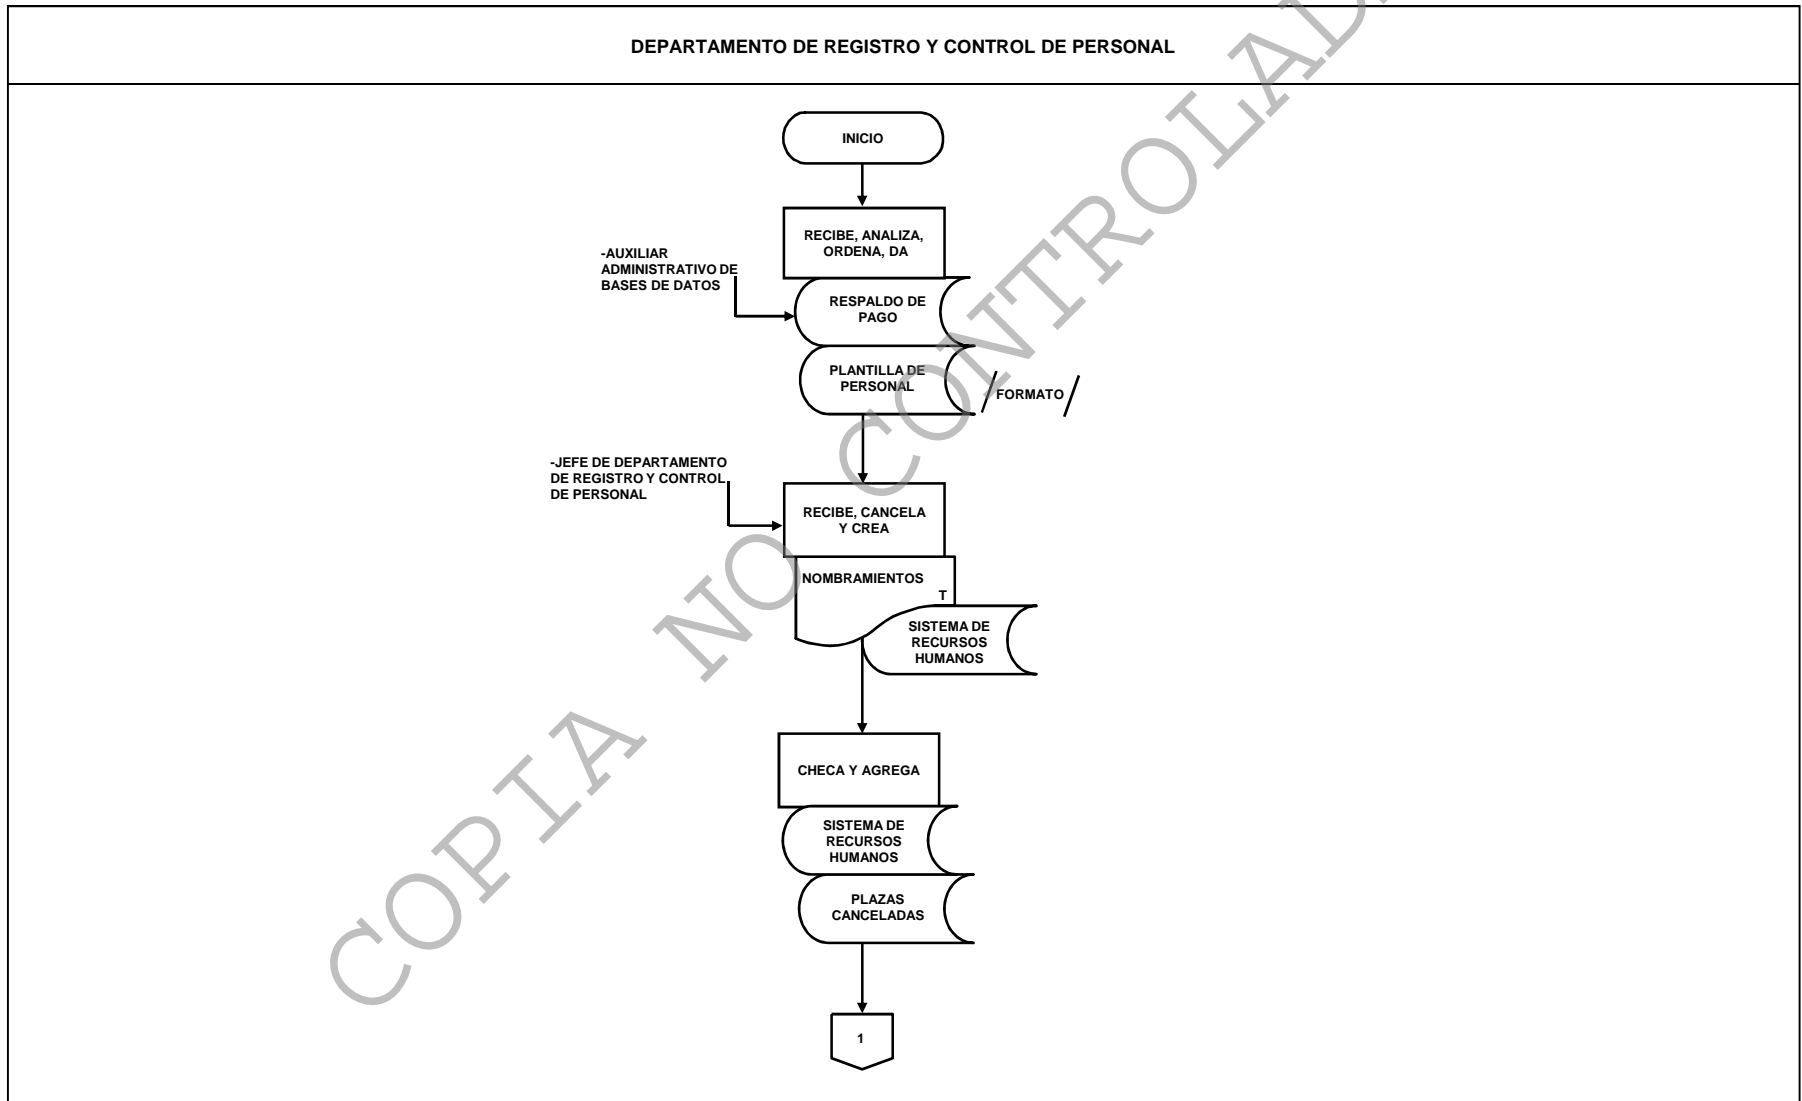 DEPARTAMENTO DE REGISTRO Y CONTROL DE PERSONAL
INICIO
RECIBE, ANALIZA,
ORDENA, DA
-AUXILIAR
ADMINISTRATIVO DE
BASES DE DATOS
RESPALDO DE
PAGO
PLANTILLA DE
PERSONAL
/FORMATO/
-JEFE DE DEPARTAMENTO
DE REGISTRO Y CONTROL
DE PERSONAL
RECIBE, CANCELA
Y CREA
NOMBRAMIENTOS
T
SISTEMA DE
RECURSOS
HUMANOS
CHECA Y AGREGA
SISTEMA DE
RECURSOS
HUMANOS
PLAZAS
CANCELADAS
1
COPIA NO CONTROLAD